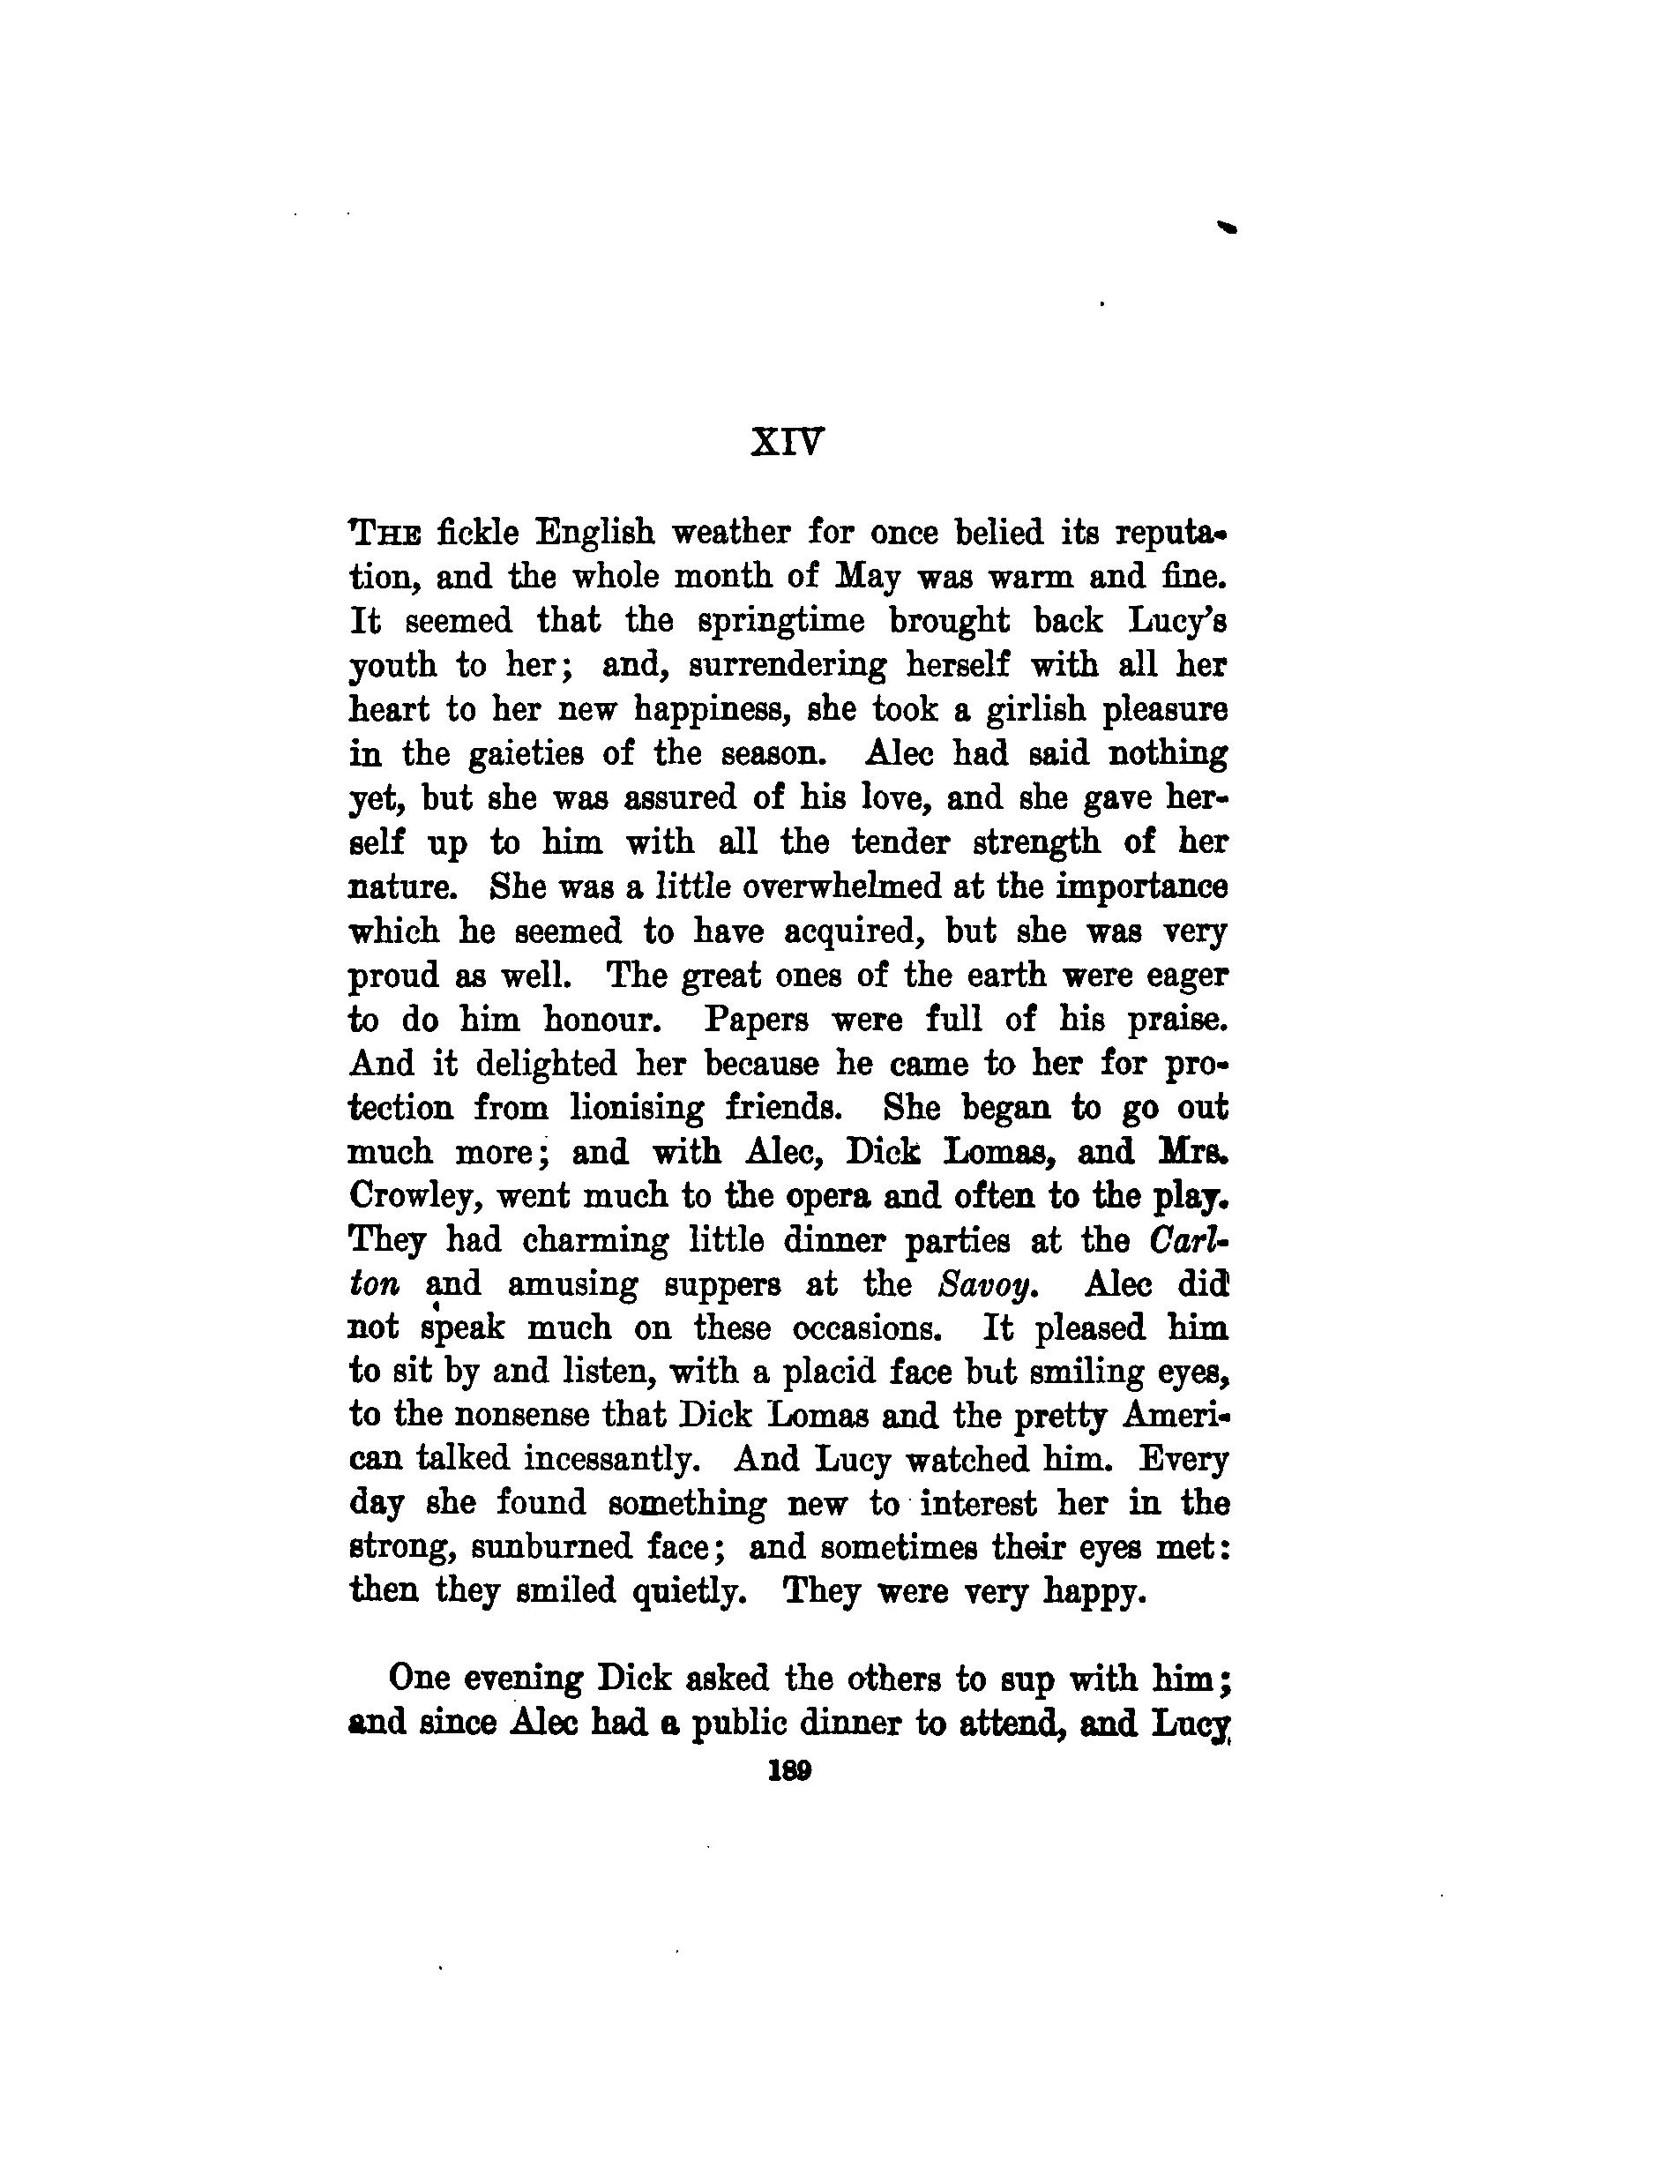 XIV
THE fickle English weather for once belied its reputa-
tion, and the whole month of May was warm and fine.
It seemed that the springtime brought back Lucy's
youth to her; and, surrendering herself with all her
heart to her new happiness, she took a girlish pleasure
in the gaieties of the season. Alec had said nothing
yet, but she was assured of his love, and she gave her-
self up to him with all the tender strength of her
nature. She was a little overwhelmed at the importance
which he seemed to have acquired, but she was very
proud as well. The great ones of the earth were eager
to do him honour. Papers were full of his praise.
And it delighted her because he came to her for pro-
tection from lionising friends. She began to go out
much more; and with Alec, Dick Lomas, and Mrs.
Crowley, went much to the opera and often to the play.
They had charming little dinner parties at the Carl-
ton and amusing suppers at the Savoy. Alec did
not speak much on these occasions. It pleased him
to sit by and listen, with a placid face but smiling eyes,
to the nonsense that Dick Lomas and the pretty Ameri-
can talked incessantly. And Lucy watched him. Every
day she found something new to interest her in the
strong, sunburned face; and sometimes their eyes met:
then they smiled quietly. They were very happy.
One evening Dick asked the others to sup with him;
and since Alec had a public dinner to attend, and Lucy
189